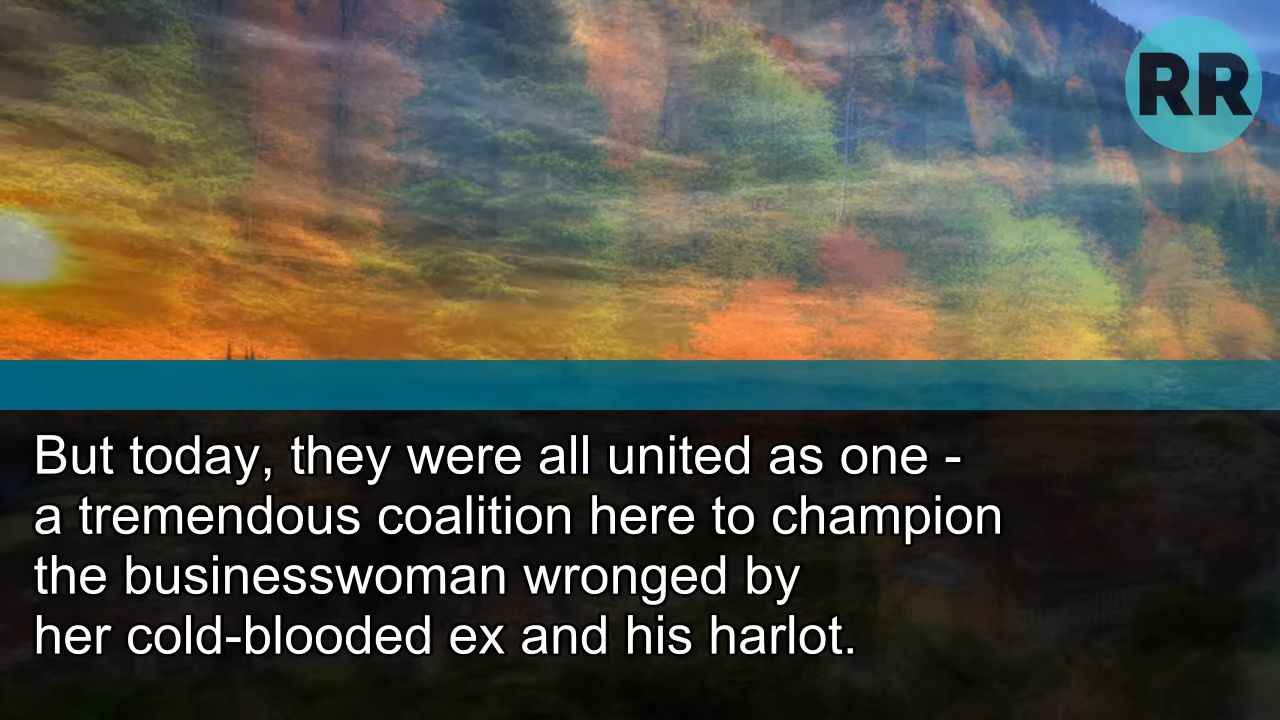 RR
But today, they were all united as one -
a tremendous coalition here to champion
the businesswoman wronged by
her cold-blooded ex and his harlot.